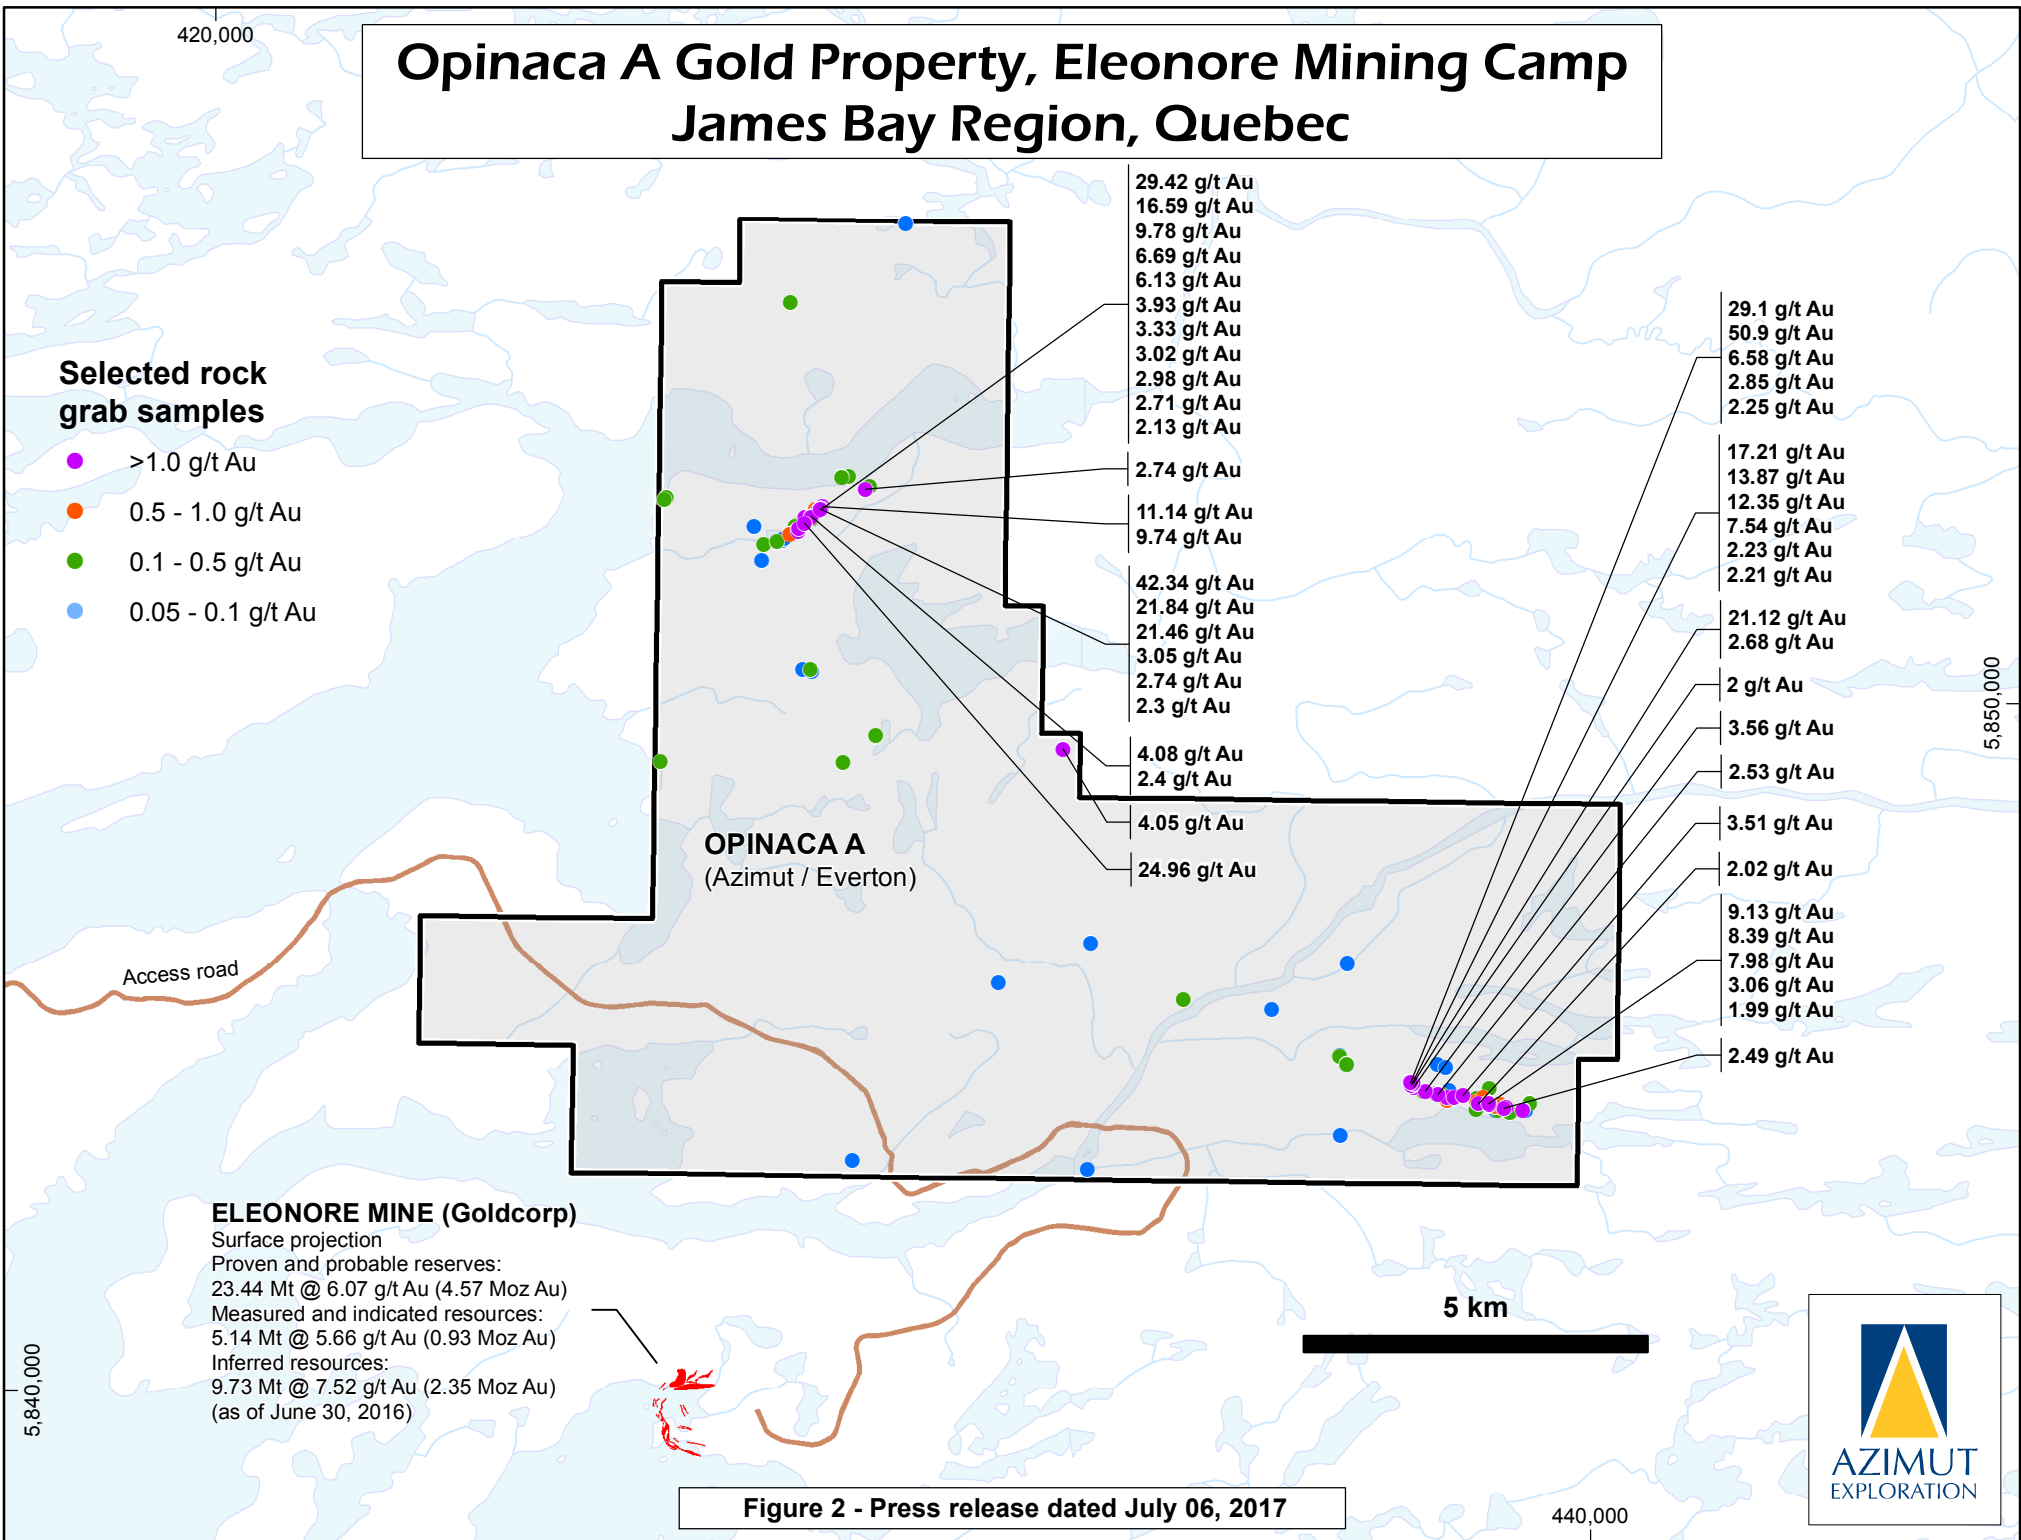 420,000
Opinaca A Gold Property, Eleonore Mining Camp
James Bay Region, Quebec
Selected rock
grab samples
>1.0 g/t Au
0.5 - 1.0 g/t Au
0.1 - 0.5 g/t Au
0.05 - 0.1 g/t Au
29.42 g/t Au
16.59 g/t Au
9.78 g/t Au
6.69 g/t Au
6.13 g/t Au
3.93 g/t Au
3.33 g/t Au
3.02 g/t Au
2.98 g/t Au
2.71 g/t Au
2.13 g/t Au
2.74 g/t Au
11.14 g/t Au
9.74 g/t Au
42.34 g/t Au
21.84 g/t Au
21.46 g/t Au
3.05 g/t Au
2.74 g/t Au
2.3 g/t Au
4.08 g/t Au
2.4 g/t Au
4.05 g/t Au
24.96 g/t Au
29.1 g/t Au
50.9 g/t Au
6.58 g/t Au
2.85 g/t Au
2.25 g/t Au
17.21 g/t Au
13.87 g/t Au
12.35 g/t Au
7.54 g/t Au
2.23 g/t Au
2.21 g/t Au
21.12 g/t Au
2.68 g/t Au
2 g/t Au
3.56 g/t Au
2.53 g/t Au
3.51 g/t Au
2.02 g/t Au
9.13 g/t Au
8.39 g/t Au
7.98 g/t Au
3.06 g/t Au
1.99 g/t Au
2.49 g/t Au
5,850,000
OPINACA A
(Azimut / Everton)
Access road
ELEONORE MINE (Goldcorp)
Surface projection
Proven and probable reserves:
23.44 Mt @ 6.07 g/t Au (4.57 Moz Au)
Measured and indicated resources:
5.14 Mt @ 5.66 g/t Au (0.93 Moz Au)
Inferred resources:
9.73 Mt @ 7.52 g/t Au (2.35 Moz Au)
(as of June 30, 2016)
5,840,000
5 km
AZIMUT
EXPLORATION
Figure 2 - Press release dated July 06, 2017
440,000